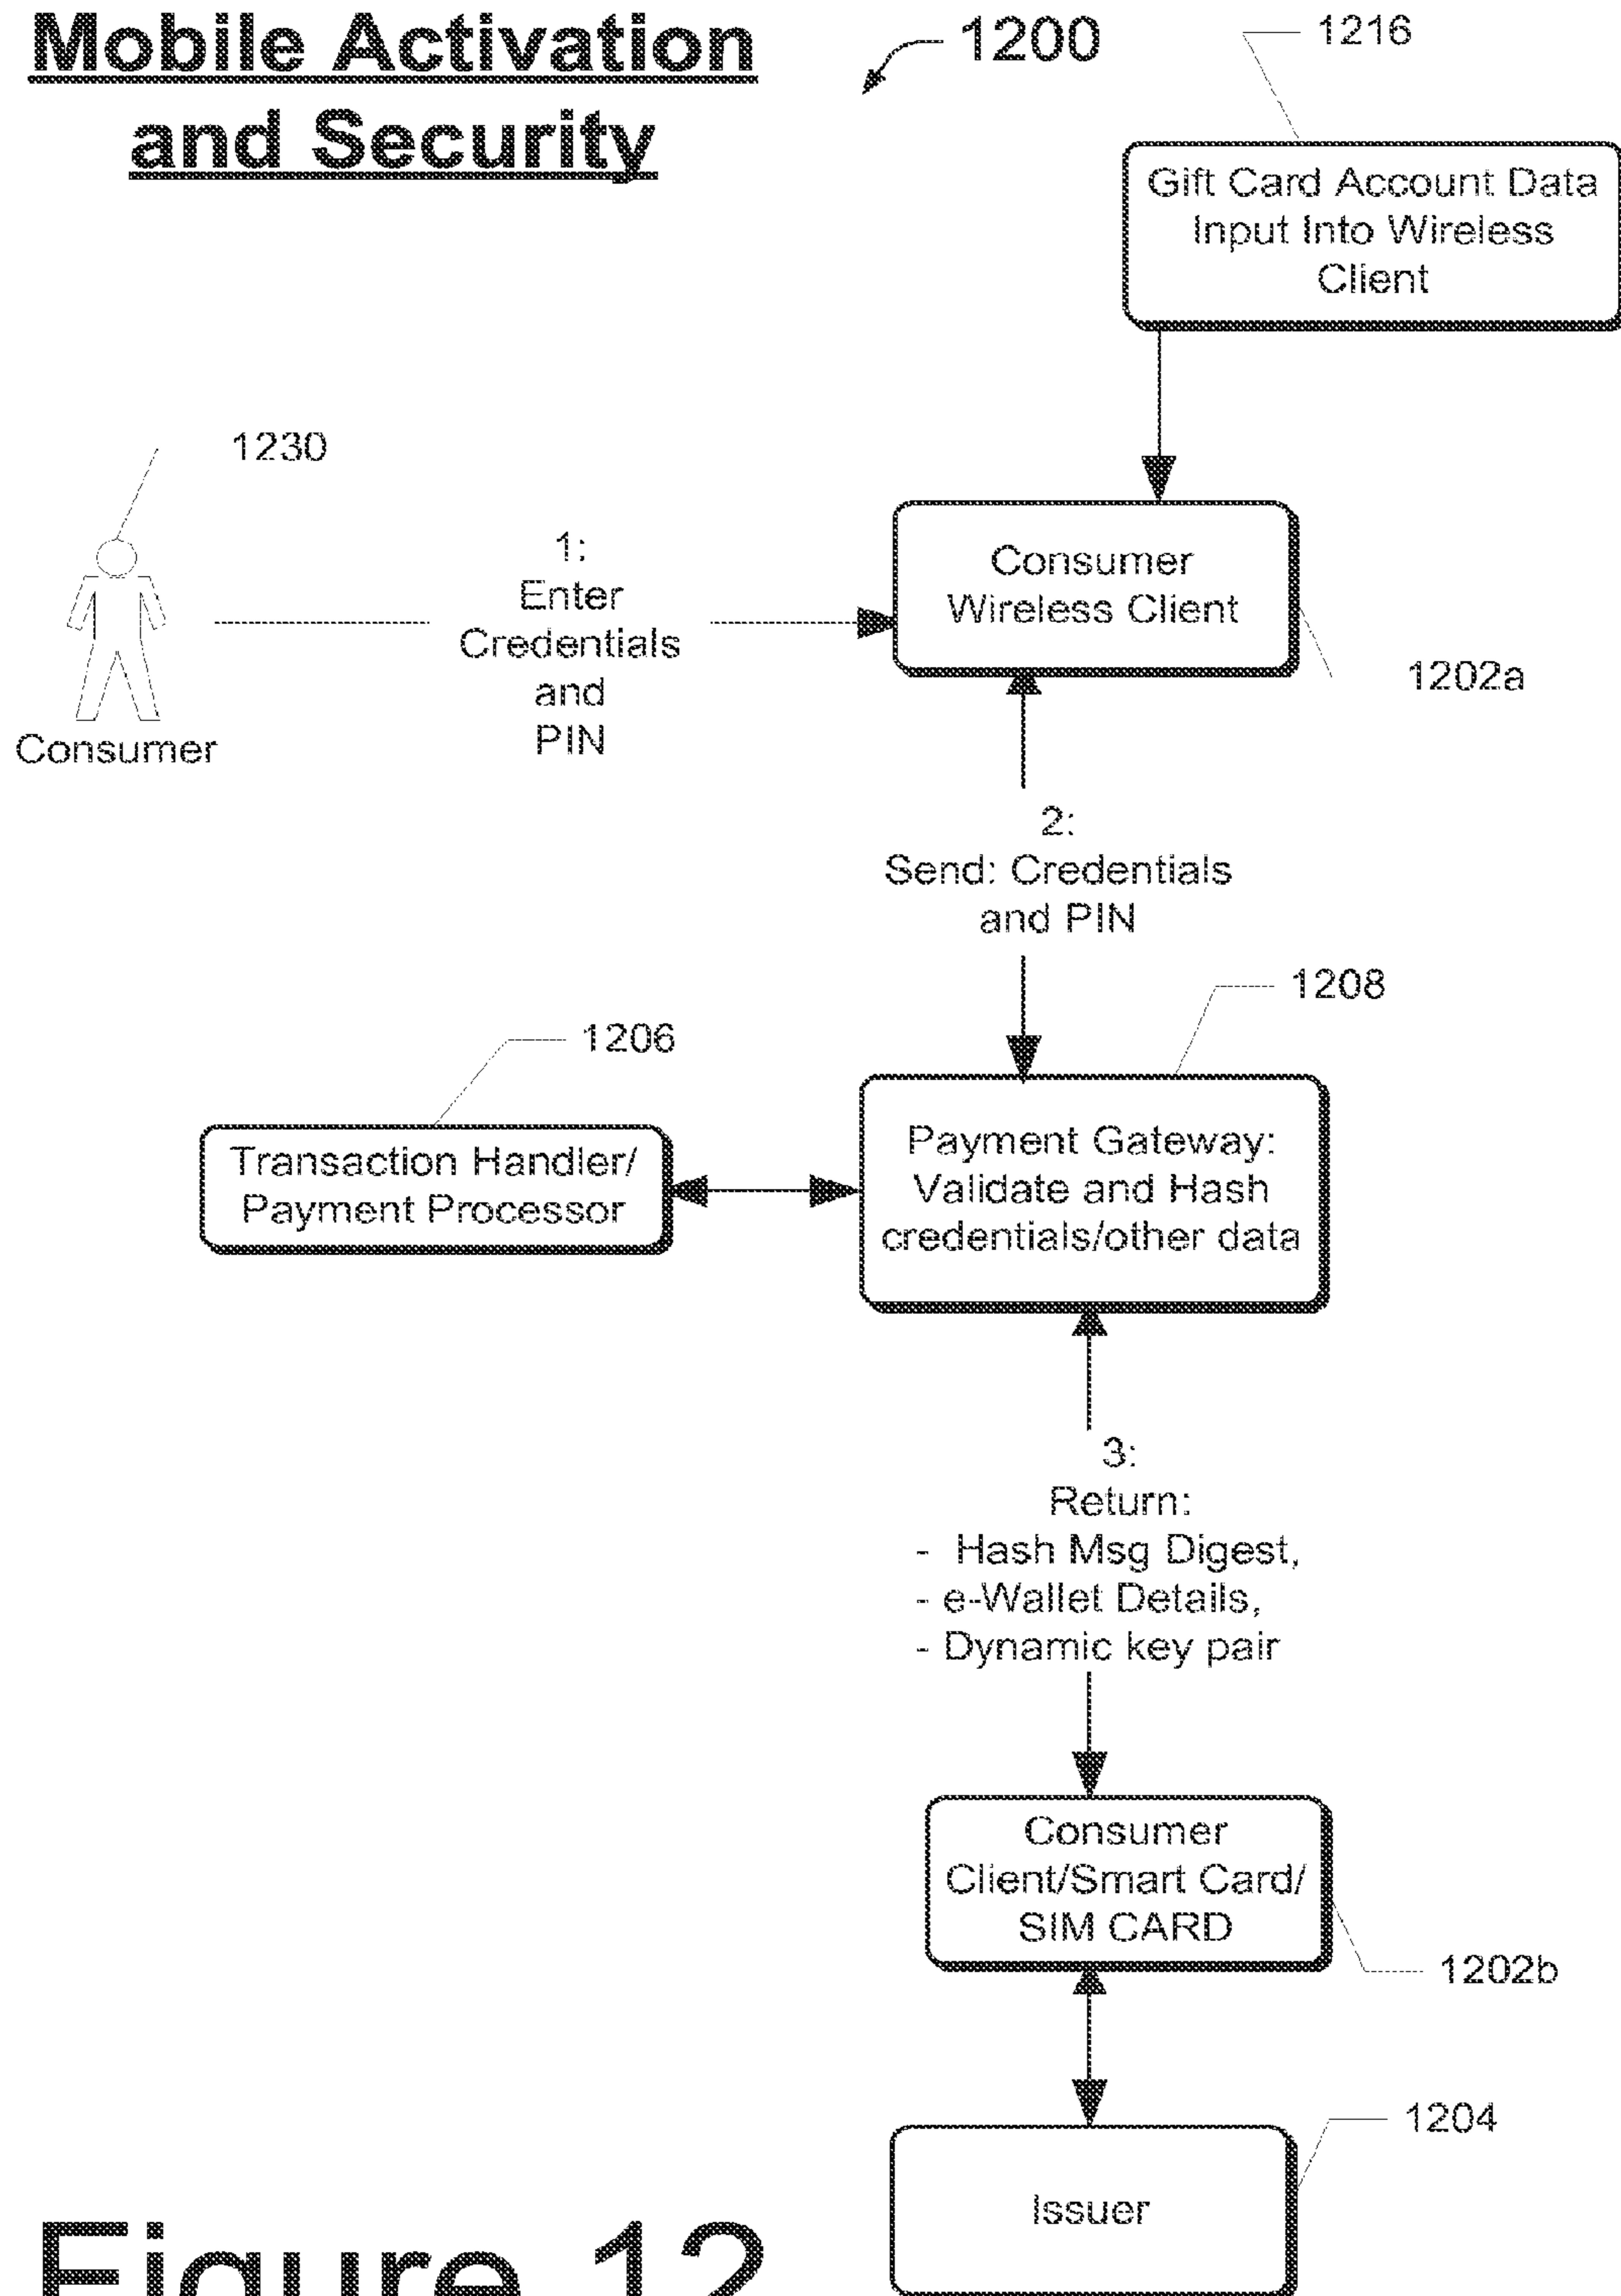 Mobile Activation
and Security
1200
1216
Gift Card Account Data
Input Into Wireless
Client
1230
Consumer
1:
Enter
Credentials
and
PIN
Consumer
Wireless Client
1202a
2:
Send: Credentials
and PIN
1208
1206
Transaction Handler/
Payment Processor
Payment Gateway:
Validate and Hash
credentials/other data
3:
Return:
- Hash Msg Digest,
- e-Wallet Details,
- Dynamic key pair
Consumer
Client/Smart Card/
SIM CARD
1202b
1204
Issuer
Figure 12